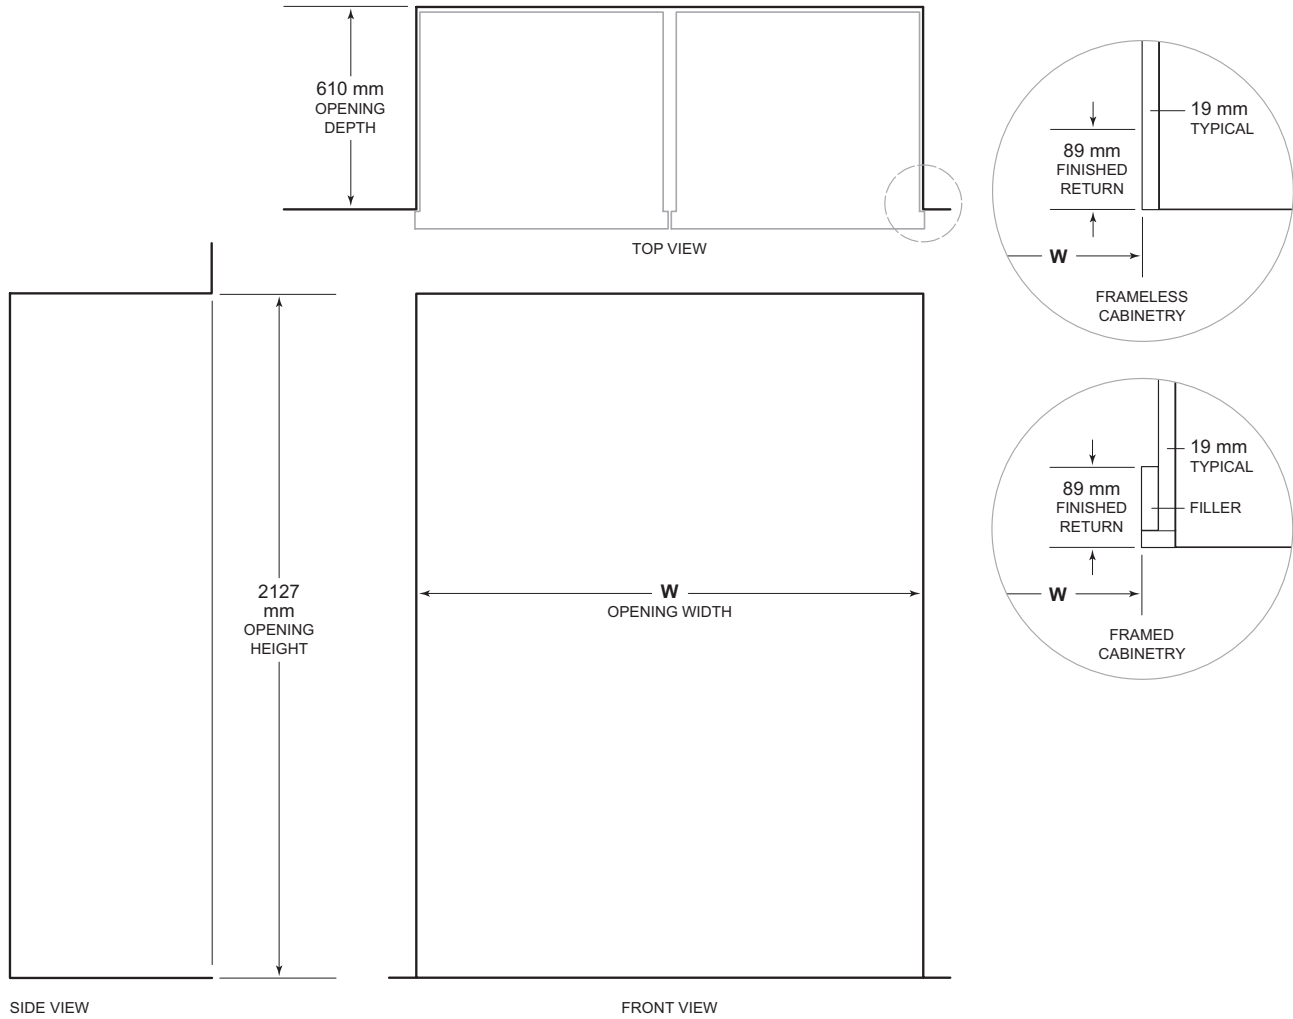 610 mm
OPENING
DEPTH
TOP VIEW
19 mm
TYPICAL
89 mm
FINISHED
RETURN
W
FRAMELESS
CABINETRY
19 mm
TYPICAL
89 mm
FINISHED
RETURN
FILLER
W
FRAMED
CABINETRY
2127
mm
OPENING
HEIGHT
W
OPENING WIDTH
SIDE VIEW
FRONT VIEW